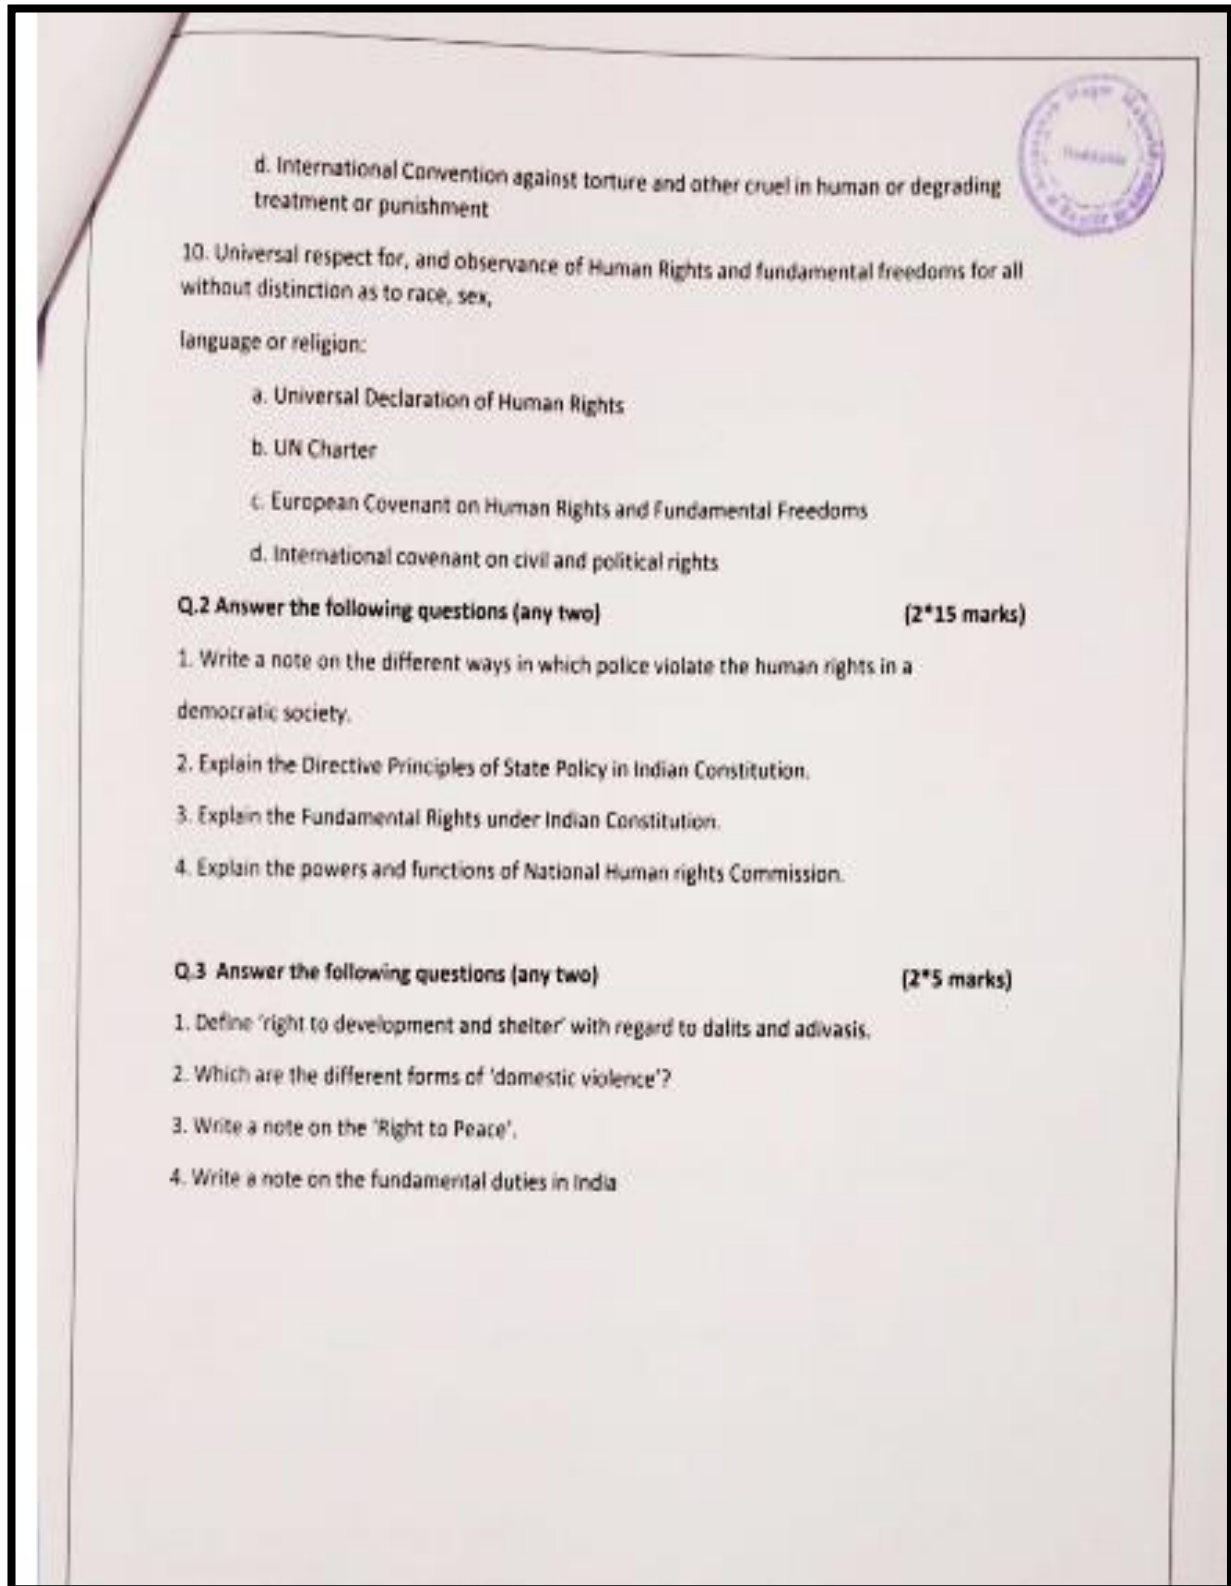 d. International Convention against torture and other cruel in human or degrading
treatment or punishment
10. Universal respect for, and observance of Human Rights and fundamental freedoms for all
without distinction as to race, sex,
language or religion:
a. Universal Declaration of Human Rights
b. UN Charter
c. European Covenant on Human Rights and Fundamental Freedoms
d. International covenant on civil and political rights
Q.2 Answer the following questions (any two) (2*15 marks)
1. Write a note on the different ways in which police violate the human rights in a
democratic society.
2. Explain the Directive Principles of State Policy in Indian Constitution.
3. Explain the Fundamental Rights under Indian Constitution.
4. Explain the powers and functions of National Human rights Commission.
Q.3 Answer the following questions (any two) (2*5 marks)
1. Define 'right to development and shelter' with regard to dalits and adivasis.
2. Which are the different forms of 'domestic violence'?
3. Write a note on the 'Right to Peace'.
4. Write a note on the fundamental duties in India